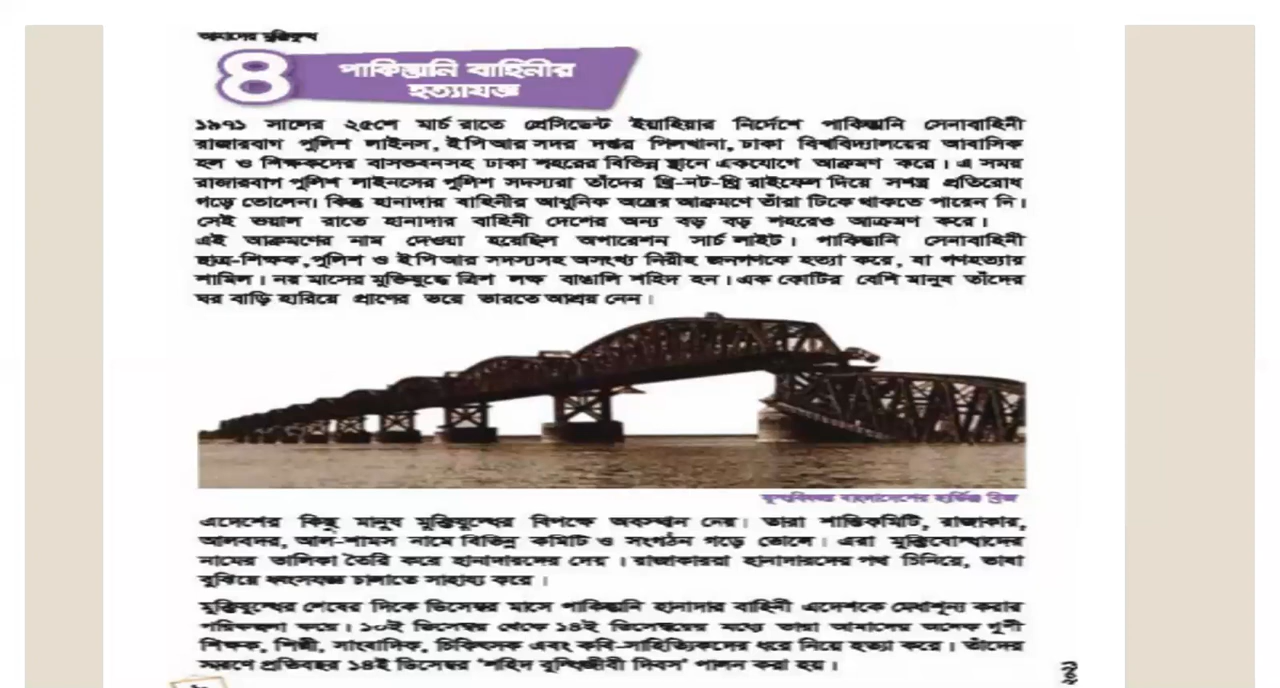 আমাদের মুক্তিযুদ্ধ
৪ পাকিস্তানি বাহিনীর
হত্যাযজ্ঞ
১৯৭১ সালের ২৫শে মার্চ রাতে প্রেসিডেন্ট ইয়াহিয়ার নির্দেশে পাকিস্তানি সেনাবাহিনী
রাজারবাগ পুলিশ লাইনস, ইপিআর সদর দপ্তর পিলখানা, ঢাকা বিশ্ববিদ্যালয়ের আবাসিক
হল ও শিক্ষকদের বাসভবনসহ ঢাকা শহরের বিভিন্ন স্থানে একযোগে আক্রমণ করে। এ সময়
রাজারবাগ পুলিশ লাইনসের পুলিশ সদস্যরা তাঁদের থ্রি-নট-থ্রি রাইফেল দিয়ে সশস্ত্র প্রতিরোধ
গড়ে তোলেন। কিন্তু হানাদার বাহিনীর আধুনিক অস্ত্রের আক্রমণে তাঁরা টিকে থাকতে পারেন নি।
সেই ভয়াল রাতে হানাদার বাহিনী দেশের অন্য বড় বড় শহরেও আক্রমণ করে।
এই আক্রমণের নাম দেওয়া হয়েছিল অপারেশন সার্চ লাইট। পাকিস্তানি সেনাবাহিনী
ছাত্র-শিক্ষক, পুলিশ ও ইপিআর সদস্যসহ অসংখ্য নিরীহ জনগণকে হত্যা করে, যা গণহত্যার
শামিল। নয় মাসের মুক্তিযুদ্ধে ত্রিশ লক্ষ বাঙালি শহিদ হন। এক কোটির বেশি মানুষ তাঁদের
ঘর বাড়ি হারিয়ে প্রাণের ভয়ে ভারতে আশ্রয় নেন।
যুদ্ধবিধ্বস্ত বাংলাদেশের হার্ডিঞ্জ ব্রিজ
এদেশের কিছু মানুষ মুক্তিযুদ্ধের বিপক্ষে অবস্থান নেয়। তারা শান্তিকমিটি, রাজাকার,
আলবদর, আল-শামস নামে বিভিন্ন কমিটি ও সংগঠন গড়ে তোলে। এরা মুক্তিযোদ্ধাদের
নামের তালিকা তৈরি করে হানাদারদের দেয়। রাজাকাররা হানাদারদের পথ চিনিয়ে, ভাষা
বুঝিয়ে ধ্বংসযজ্ঞ চালাতে সাহায্য করে।
মুক্তিযুদ্ধের শেষের দিকে ডিসেম্বর মাসে পাকিস্তানি হানাদার বাহিনী এদেশকে মেধাশূন্য করার
পরিকল্পনা করে। ১০ই ডিসেম্বর থেকে ১৪ই ডিসেম্বরের মধ্যে তারা আমাদের অনেক গুণী
শিক্ষক, শিল্পী, সাংবাদিক, চিকিৎসক এবং কবি-সাহিত্যিকদের ধরে নিয়ে হত্যা করে। তাঁদের
স্মরণে প্রতিবছর ১৪ই ডিসেম্বর 'শহিদ বুদ্ধিজীবী দিবস' পালন করা হয়।